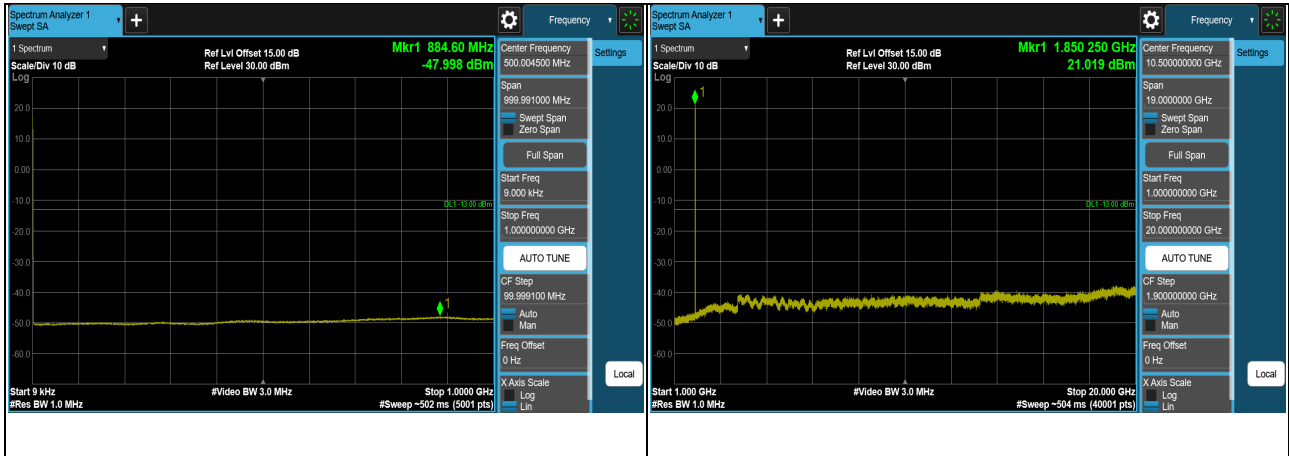 Spectrum Analyzer 1
Swept SA
+
Frequency
1 Spectrum
Scale/Div 10 dB
Log
Ref Lvl Offset 15.00 dB
Ref Level 30.00 dBm
Mkr1 884.60 MHz
-47.998 dBm
20.0
10.0
0.00
-10.0
-20.0
-30.0
-40.0
-50.0
-60.0
DL1 -13.00 dBm
1
Start 9 kHz
#Res BW 1.0 MHz
#Video BW 3.0 MHz
Stop 1.0000 GHz
#Sweep ~502 ms (5001 pts)
Center Frequency
500.004500 MHz
Span
999.991000 MHz
Swept Span
Zero Span
Full Span
Start Freq
9.000 kHz
Stop Freq
1.000000000 GHz
AUTO TUNE
CF Step
99.999100 MHz
Auto
Man
Freq Offset
0 Hz
X Axis Scale
Log
Lin
Settings
Local
Spectrum Analyzer 1
Swept SA
+
Frequency
1 Spectrum
Scale/Div 10 dB
Log
Ref Lvl Offset 15.00 dB
Ref Level 30.00 dBm
Mkr1 1.850 250 GHz
21.019 dBm
1
20.0
10.0
0.00
-10.0
-20.0
-30.0
-40.0
-50.0
-60.0
DL1 -13.00 dBm
Start 1.000 GHz
#Res BW 1.0 MHz
#Video BW 3.0 MHz
Stop 20.000 GHz
#Sweep ~504 ms (40001 pts)
Center Frequency
10.500000000 GHz
Span
19.0000000 GHz
Swept Span
Zero Span
Full Span
Start Freq
1.000000000 GHz
Stop Freq
20.000000000 GHz
AUTO TUNE
CF Step
1.900000000 GHz
Auto
Man
Freq Offset
0 Hz
X Axis Scale
Log
Lin
Settings
Local